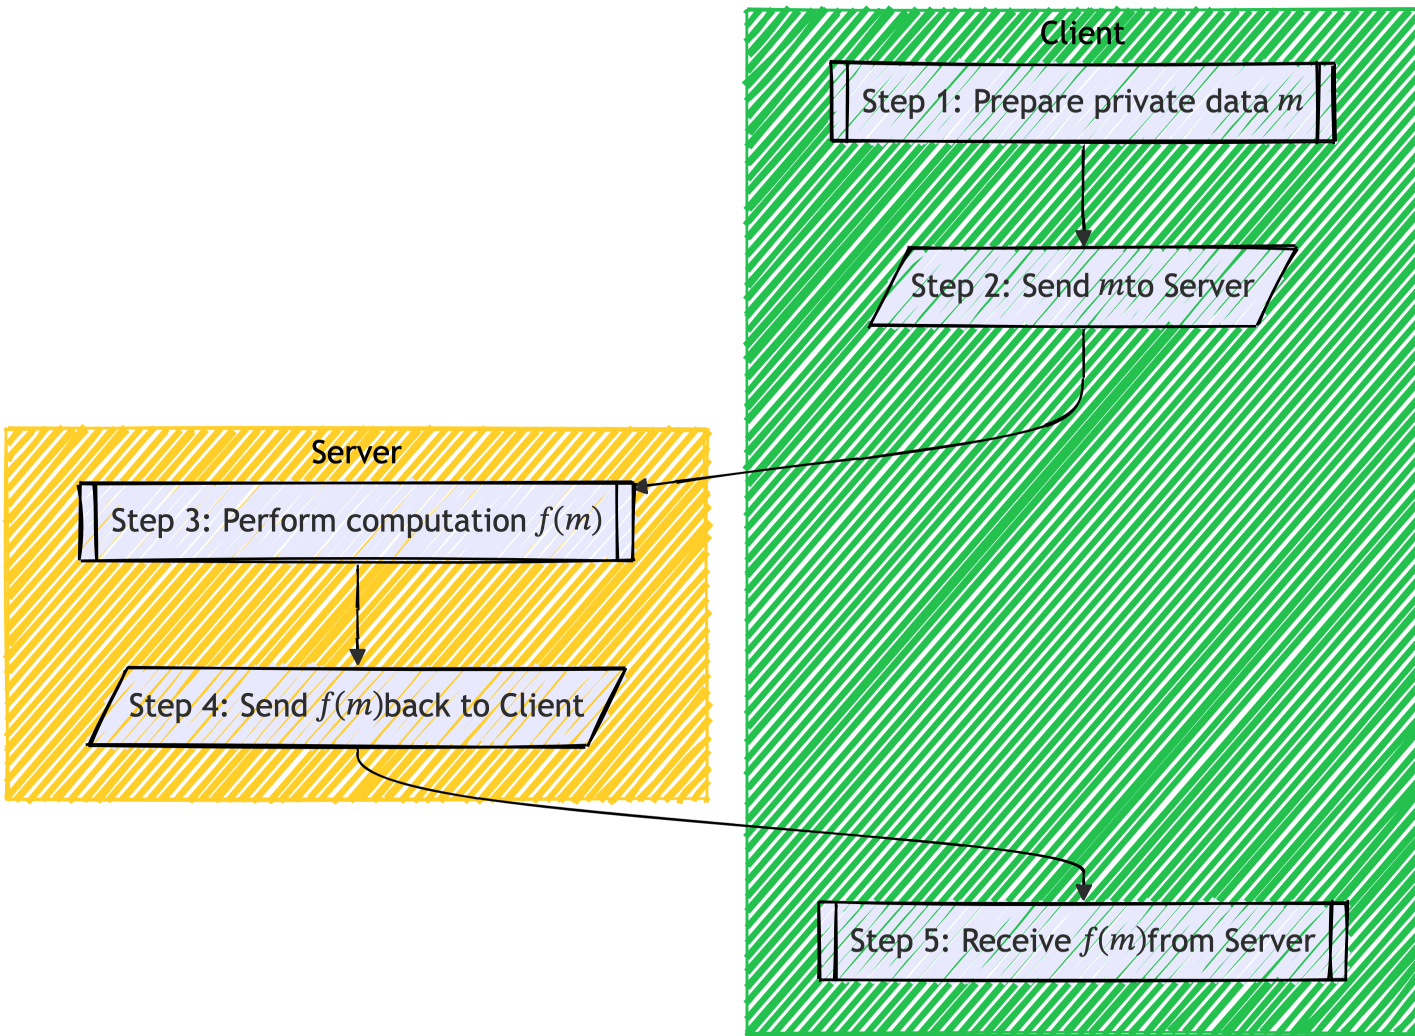 Client
Step 1: Prepare private data m
Step 2: Send mto Server
Server
Step 3: Perform computation f(m)
Step 4: Send f(m)back to Client
Step 5: Receive f(m)from Server